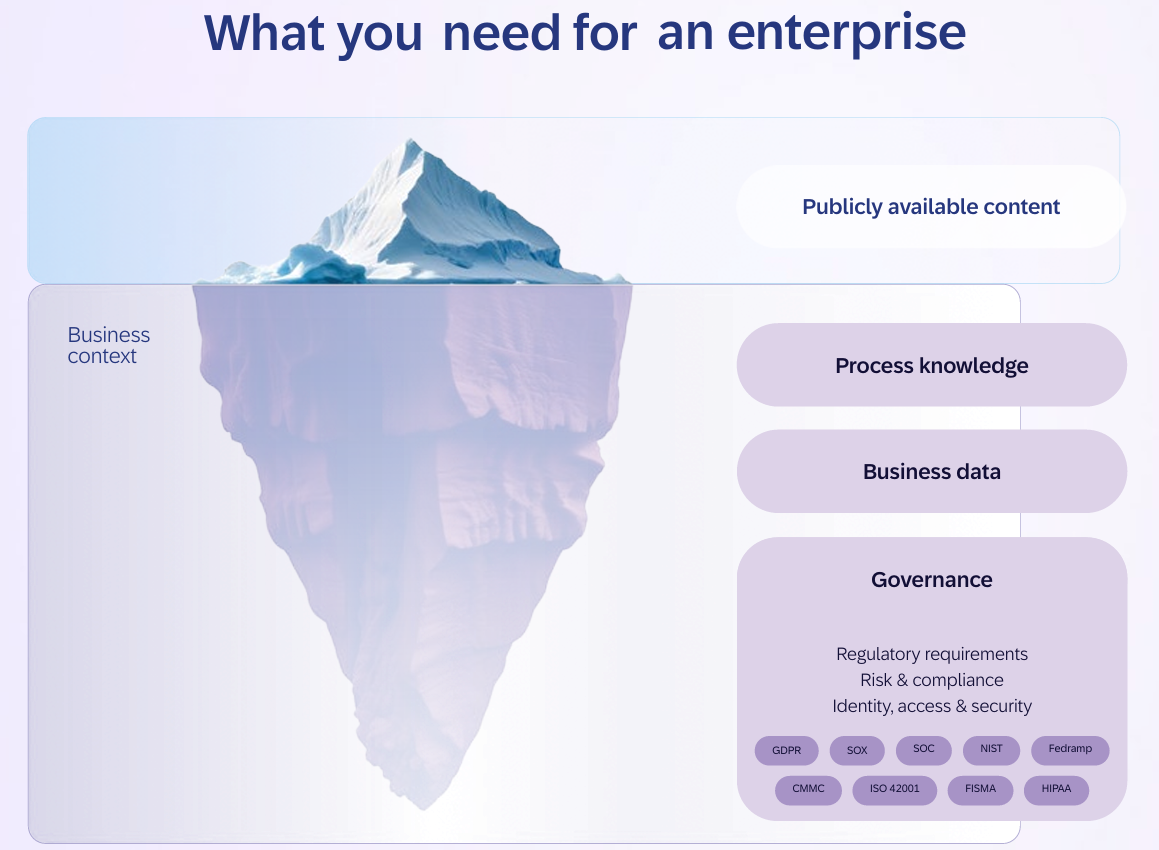 What you need for an enterprise
Publicly available content
Business
context
Process knowledge
Business data
Governance
Regulatory requirements
Risk & compliance
Identity, access & security
GDPR SOX SOC NIST Fedramp
CMMC ISO 42001 FISMA HIPAA